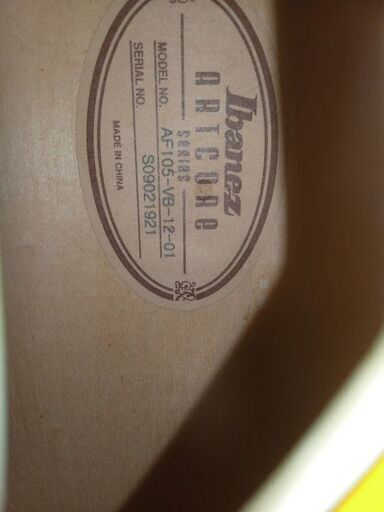 Ibanez
ARTCORE
SERIES
MODEL NO. AF105-VB-12-01
SERIAL NO. S09021921
MADE IN CHINA